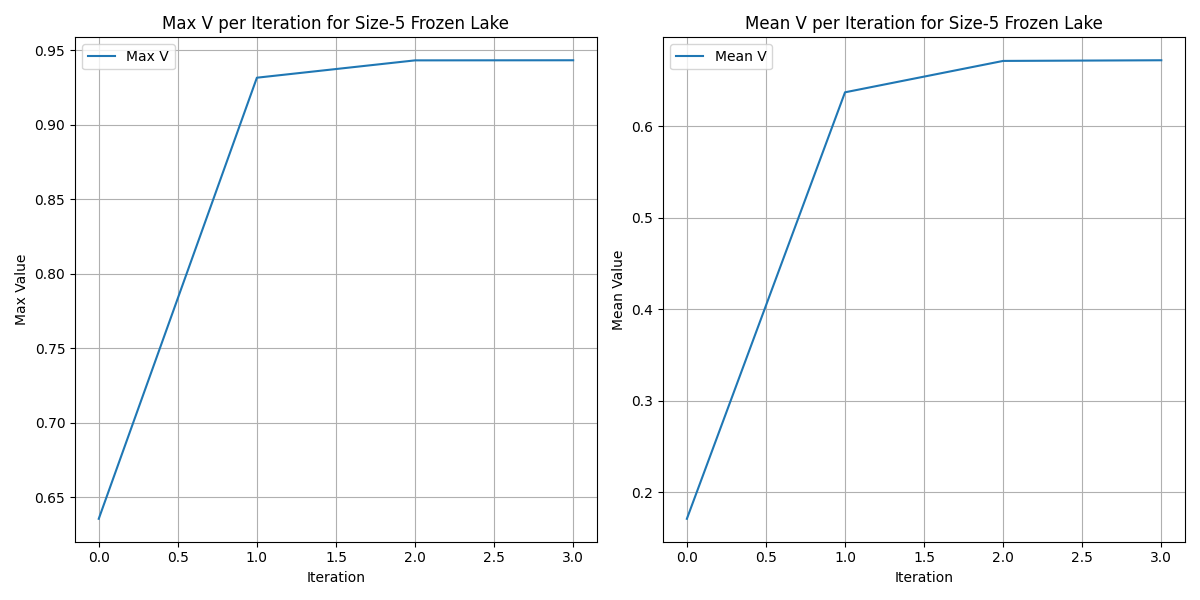 Max V per Iteration for Size-5 Frozen Lake
Max V
0.95
0.90
0.85
0.80
0.75
0.70
0.65
Max Value
0.0 0.5 1.0 1.5 2.0 2.5 3.0
Iteration
Mean V per Iteration for Size-5 Frozen Lake
Mean V
0.6
0.5
0.4
0.3
0.2
Mean Value
0.0 0.5 1.0 1.5 2.0 2.5 3.0
Iteration